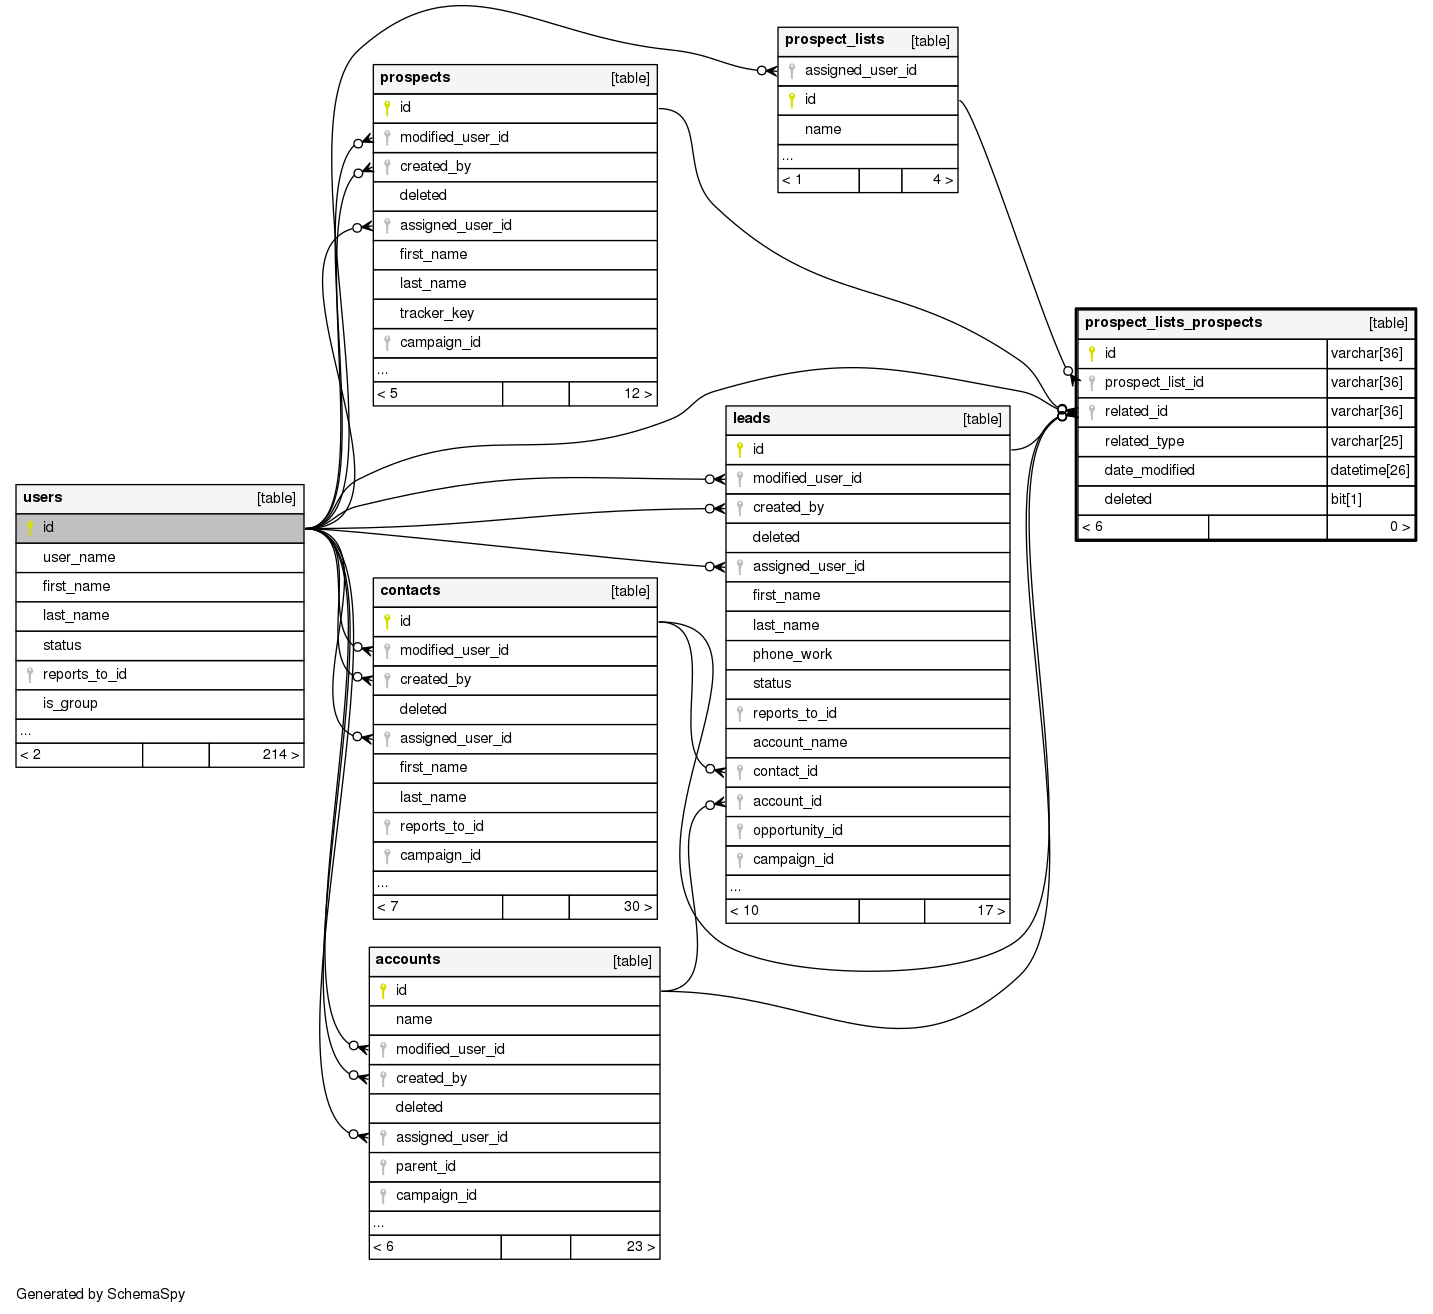 prospect_lists [table]
assigned_user_id
id
name
...
< 1 4 >
prospects [table]
id
modified_user_id
created_by
deleted
assigned_user_id
first_name
last_name
tracker_key
campaign_id
...
< 5 12 >
prospect_lists_prospects [table]
id varchar[36]
prospect_list_id varchar[36]
related_id varchar[36]
related_type varchar[25]
date_modified datetime[26]
deleted bit[1]
< 6 0 >
leads [table]
id
modified_user_id
created_by
deleted
assigned_user_id
first_name
last_name
phone_work
status
reports_to_id
account_name
contact_id
account_id
opportunity_id
campaign_id
...
< 10 17 >
users [table]
id
user_name
first_name
last_name
status
reports_to_id
is_group
...
< 2 214 >
contacts [table]
id
modified_user_id
created_by
deleted
assigned_user_id
first_name
last_name
reports_to_id
campaign_id
...
< 7 30 >
accounts [table]
id
name
modified_user_id
created_by
deleted
assigned_user_id
parent_id
campaign_id
...
< 6 23 >
Generated by SchemaSpy